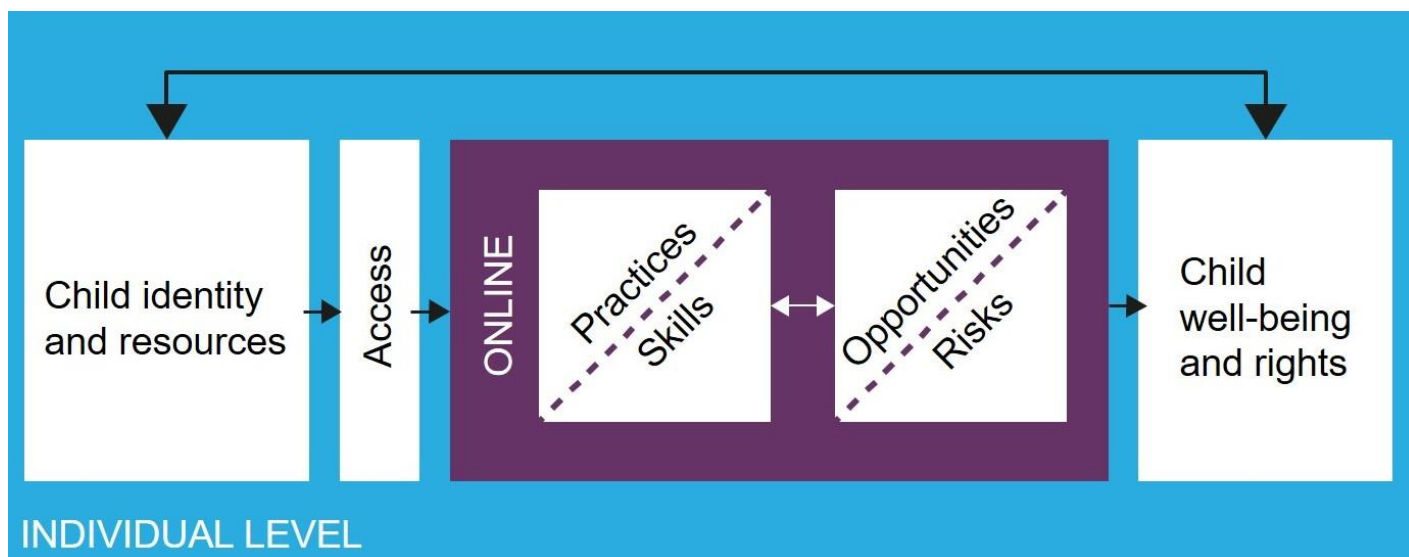 Child identity
and resources
Access
ONLINE
Practices
Skills
Opportunities
Risks
Child
well-being
and rights
INDIVIDUAL LEVEL